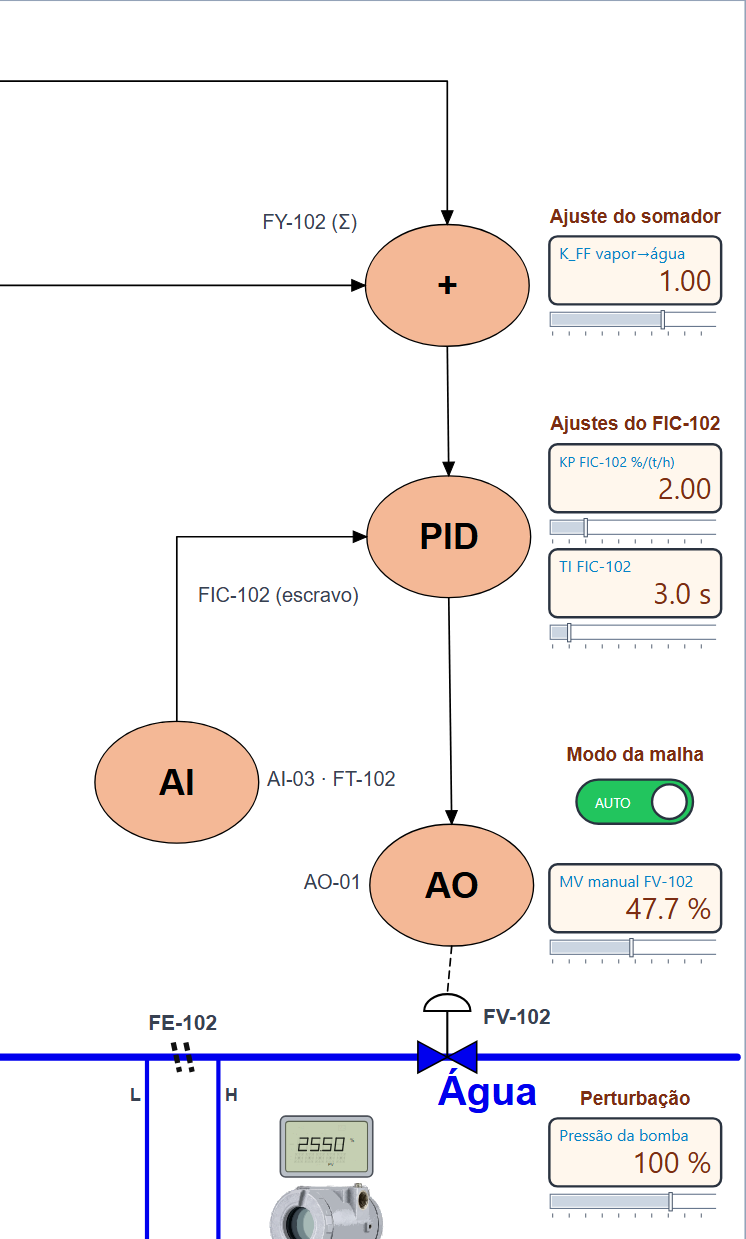 FY-102 (Σ)
+
Ajuste do somador
K_FF vapor→água
1.00
Ajustes do FIC-102
KP FIC-102 %/(t/h)
2.00
PID
TI FIC-102
3.0 s
FIC-102 (escravo)
Modo da malha
AUTO
AI
AI-03 · FT-102
AO-01
AO
MV manual FV-102
47.7 %
FE-102
FV-102
L
H
Água
Perturbação
Pressão da bomba
100 %
2550
%